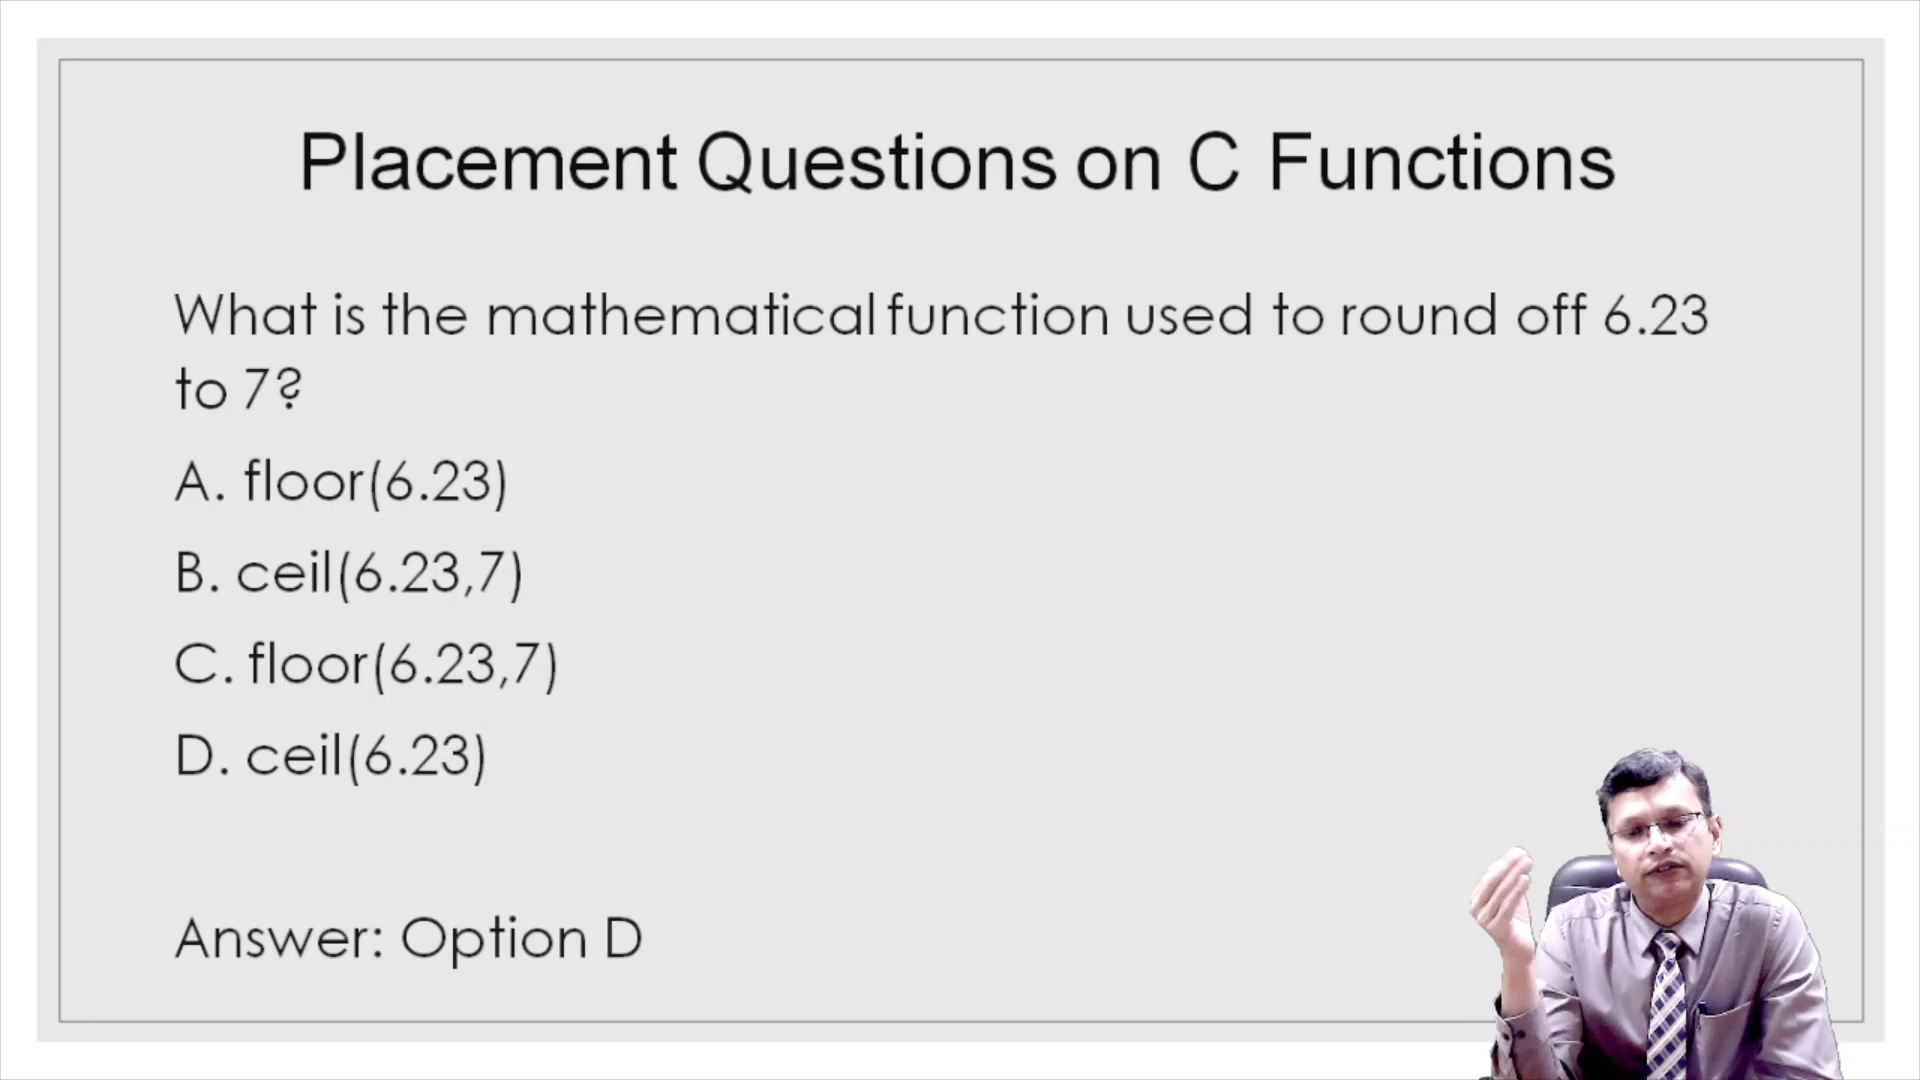 Placement Questions on C Functions
What is the mathematical function used to round off 6.23
to 7?
A. floor(6.23)
B. ceil(6.23,7)
C. floor(6.23,7)
D. ceil(6.23)
Answer: Option D